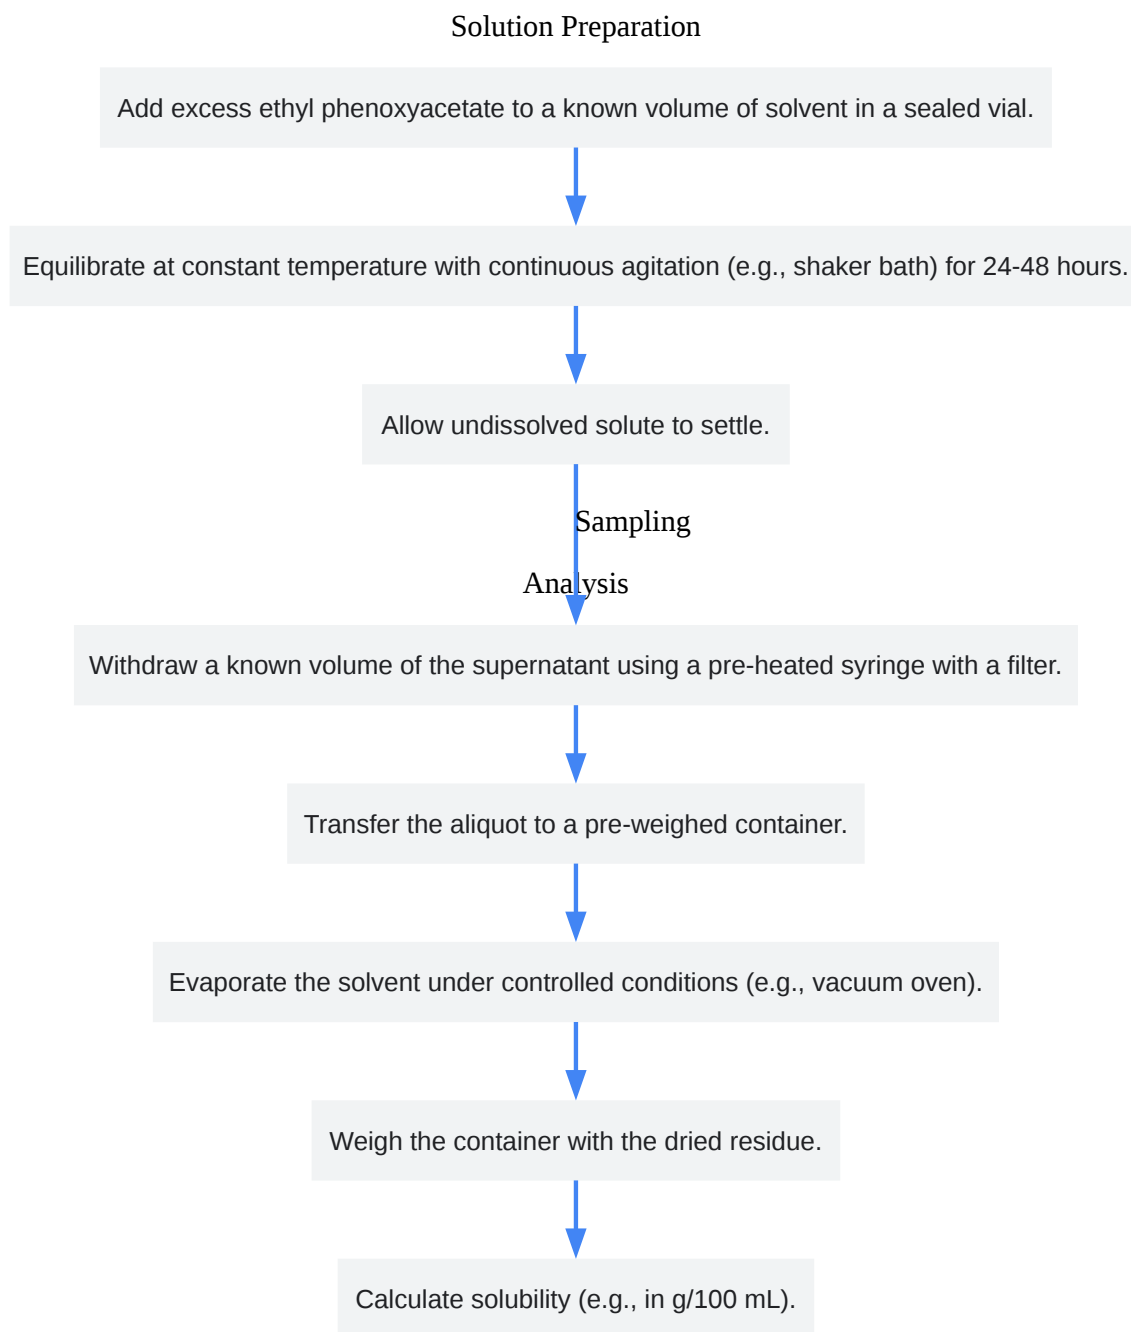 Solution Preparation
Add excess ethyl phenoxyacetate to a known volume of solvent in a sealed vial.
Equilibrate at constant temperature with continuous agitation (e.g., shaker bath) for 24-48 hours.
Allow undissolved solute to settle.
Sampling
Analysis
Withdraw a known volume of the supernatant using a pre-heated syringe with a filter.
Transfer the aliquot to a pre-weighed container.
Evaporate the solvent under controlled conditions (e.g., vacuum oven).
Weigh the container with the dried residue.
Calculate solubility (e.g., in g/100 mL).